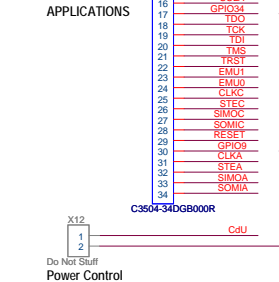 APPLICATIONS
16
17 GPIO34
18 TDO
19 TCK
20 TDI
21 TMS
22 TRST
23 EMU1
24 EMU0
25 CLKC
26 STEC
27 SIMOC
28 SOMIC
29 RESET
30 GPIO9
31 CLKA
32 STEA
33 SIMOA
34 SOMIA
C3504-34DGB000R
X12
1 CdU
2
Do Not Stuff
Power Control